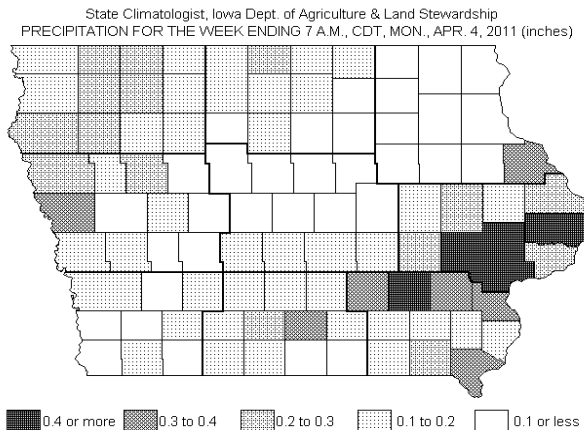 State Climatologist, Iowa Dept. of Agriculture & Land Stewardship
PRECIPITATION FOR THE WEEK ENDING 7 A.M., CDT, MON., APR. 4, 2011 (inches)
0.4 or more 0.3 to 0.4 0.2 to 0.3 0.1 to 0.2 0.1 or less